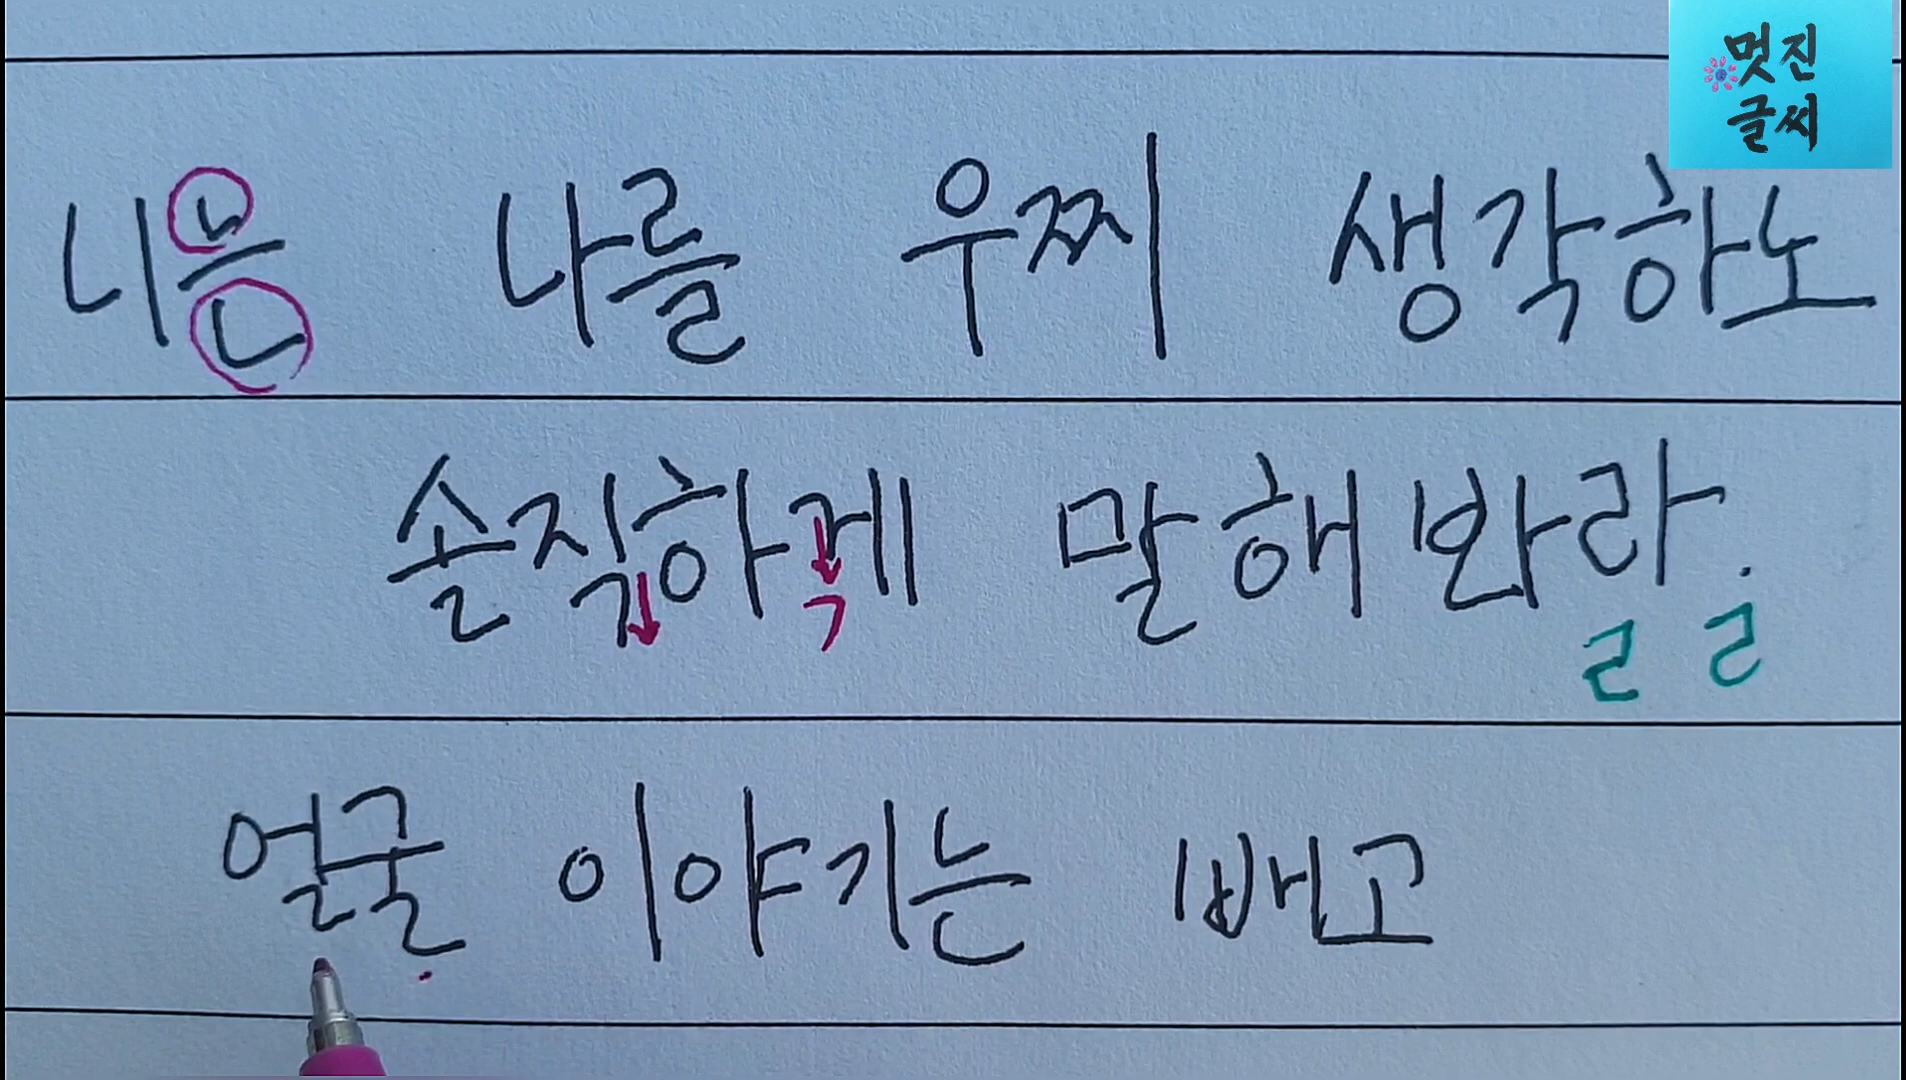 멋진
글씨
니는 나를 우찌 생각하노
솔직하게 말해봐라.
ㄱ
ㄹ ㄹ
얼굴 이야기는 빼고